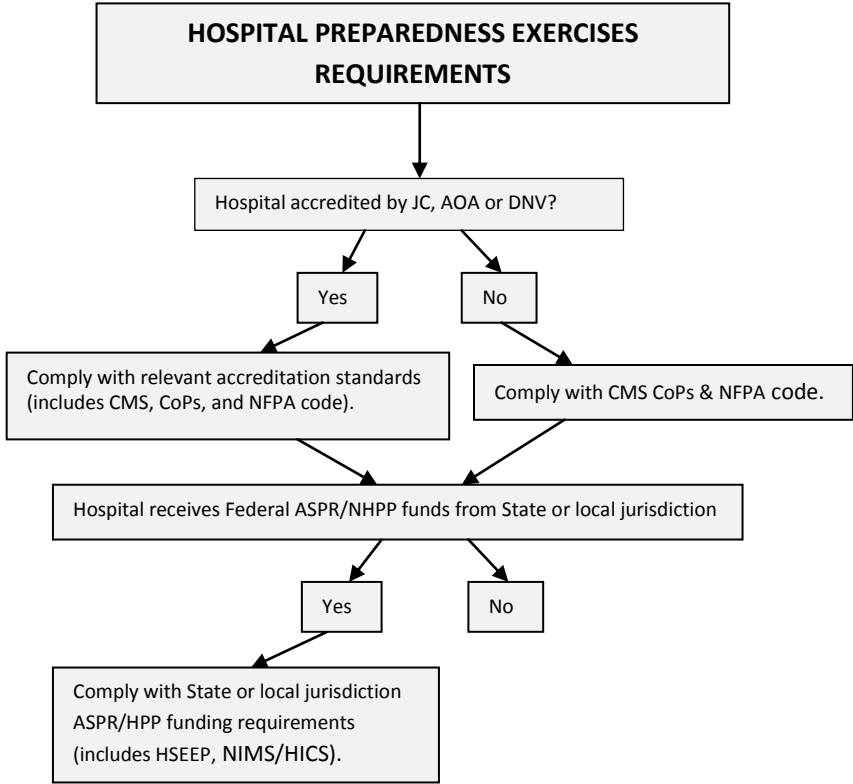 HOSPITAL PREPAREDNESS EXERCISES
REQUIREMENTS
Hospital accredited by JC, AOA or DNV?
Yes
No
Comply with relevant accreditation standards
(includes CMS, CoPs, and NFPA code).
Comply with CMS CoPs & NFPA code.
Hospital receives Federal ASPR/NHPP funds from State or local jurisdiction
Yes
No
Comply with State or local jurisdiction
ASPR/HPP funding requirements
(includes HSEEP, NIMS/HICS).